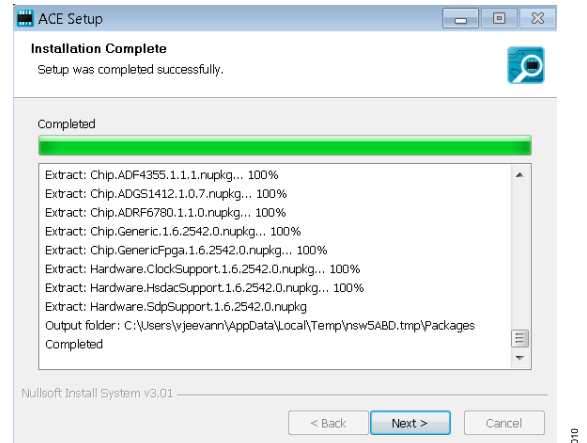 ACE Setup
Installation Complete
Setup was completed successfully.
Completed
Extract: Chip.ADF4355.1.1.1.nupkg... 100%
Extract: Chip.ADGS1412.1.0.7.nupkg... 100%
Extract: Chip.ADRF6780.1.1.0.nupkg... 100%
Extract: Chip.Generic.1.6.2542.0.nupkg... 100%
Extract: Chip.GenericFpga.1.6.2542.0.nupkg... 100%
Extract: Hardware.ClockSupport.1.6.2542.0.nupkg... 100%
Extract: Hardware.HsdacSupport.1.6.2542.0.nupkg... 100%
Extract: Hardware.SdpSupport.1.6.2542.0.nupkg
Output folder: C:\Users\vjeevann\AppData\Local\Temp\nsw5ABD.tmp\Packages
Completed
Nullsoft Install System v3.01
< Back Next > Cancel
010